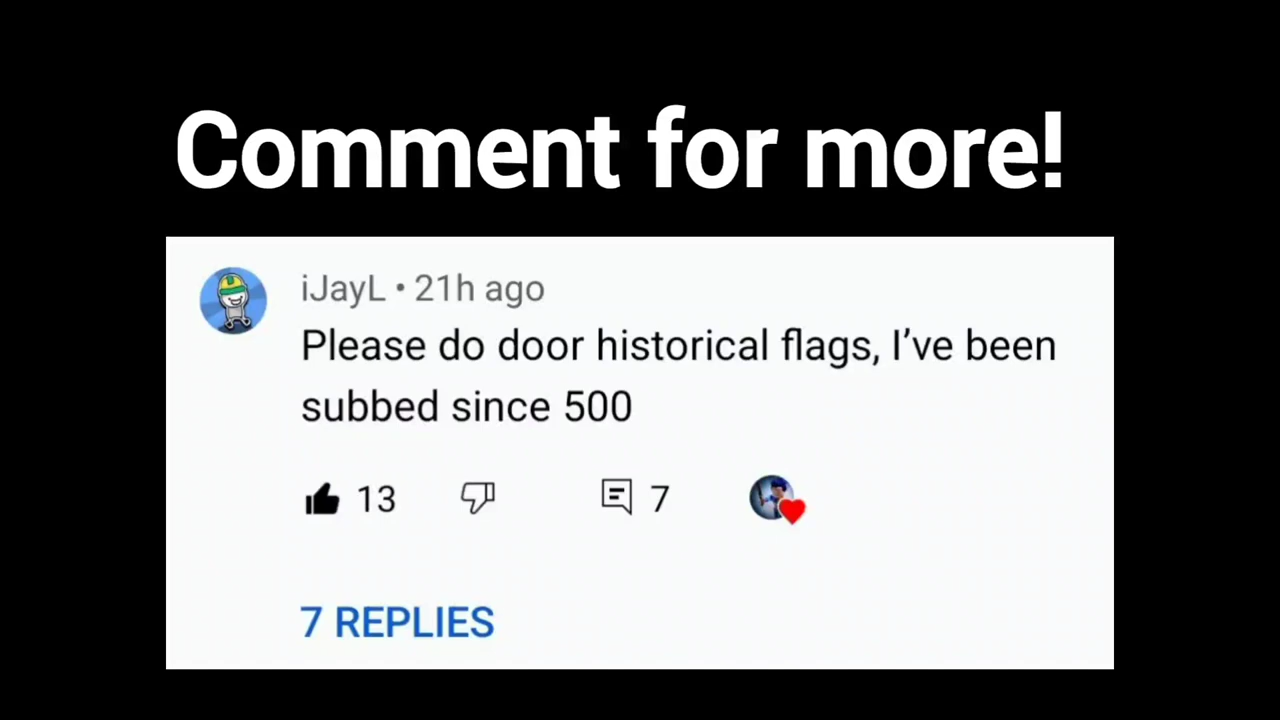 Comment for more!
iJayL • 21h ago
Please do door historical flags, I’ve been
subbed since 500
13 7
7 REPLIES